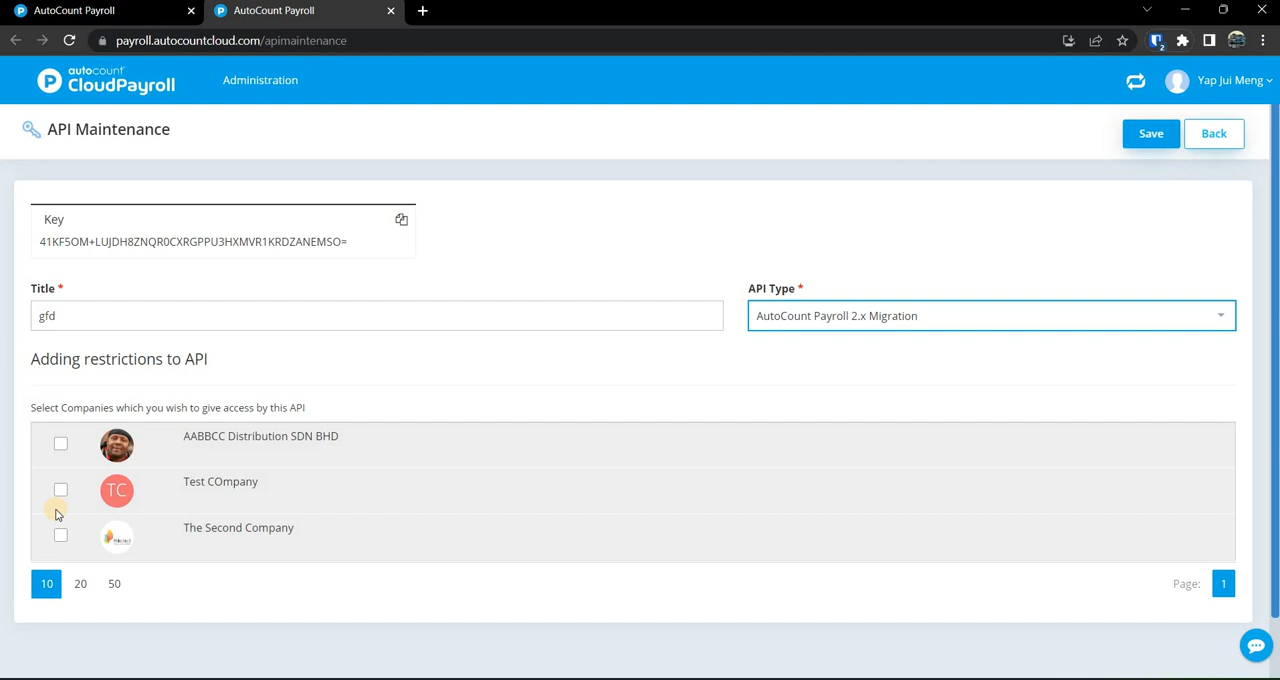 AutoCount Payroll
AutoCount Payroll
payroll.autocountcloud.com/apimaintenance
2
autocount
CloudPayroll
Administration
Yap Jui Meng
API Maintenance
Save
Back
Key
41KF5OM+LUJDH8ZNQR0CXRGPPU3HXMVR1KRDZANEMSO=
Title *
API Type *
gfd
AutoCount Payroll 2.x Migration
Adding restrictions to API
Select Companies which you wish to give access by this API
AABBCC Distribution SDN BHD
TC
Test COmpany
The Second Company
10 20 50
Page: 1